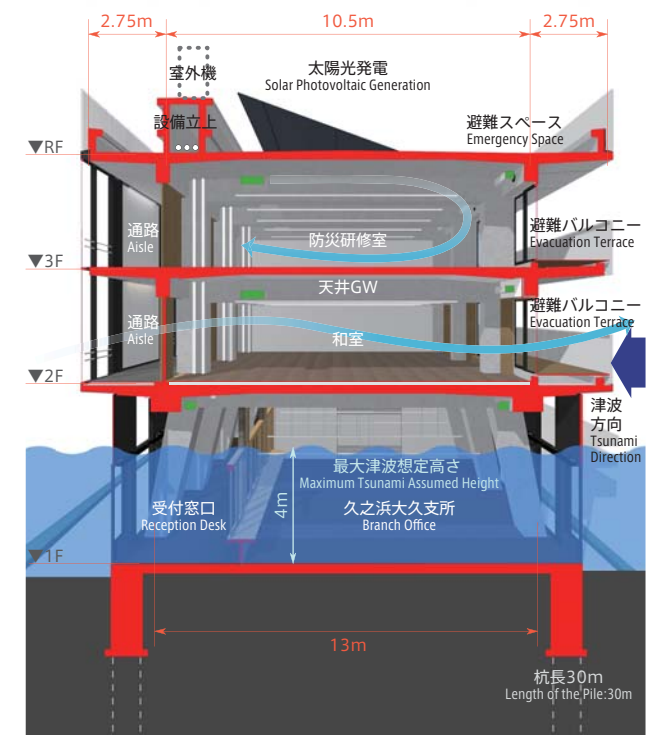 2.75m 10.5m 2.75m
室外機
太陽光発電
Solar Photovoltaic Generation
設備立上
避難スペース
Emergency Space
▼RF
通路
Aisle
防災研修室
避難バルコニー
Evacuation Terrace
▼3F
天井GW
通路
Aisle
和室
避難バルコニー
Evacuation Terrace
▼2F
津波
方向
Tsunami
Direction
最大津波想定高さ
Maximum Tsunami Assumed Height
4m
受付窓口
Reception Desk
久之浜大久支所
Branch Office
▼1F
13m
杭長30m
Length of the Pile:30m